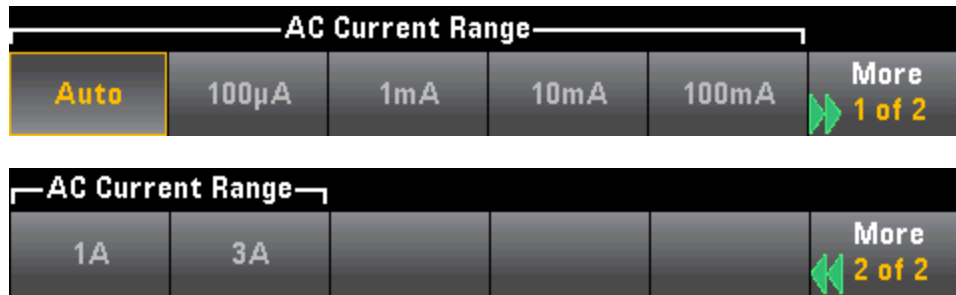 AC Current Range
Auto 100µA 1mA 10mA 100mA More
1 of 2
AC Current Range
1A 3A More
2 of 2